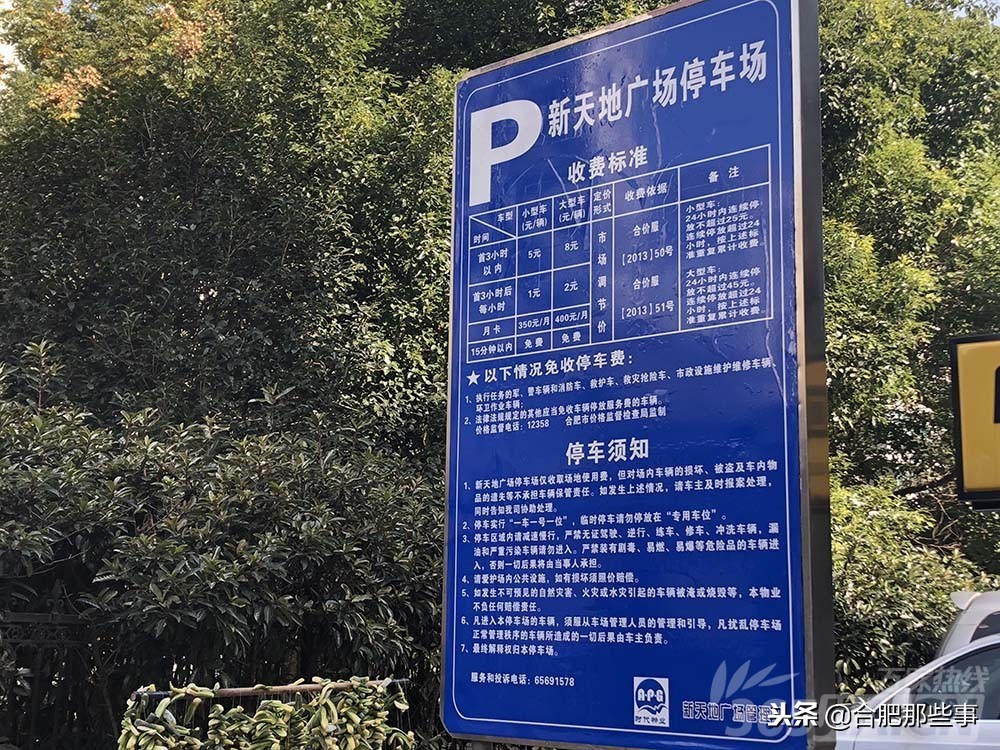 P
新天地广场停车场
收费标准
车型 时间 小型车(元/辆) 大型车(元/辆) 定价形式 收费依据 备注
首3小时以内 5元 8元
首3小时后每小时 1元 2元
月卡 350元/月 400元/月
15分钟以内 免费 免费
市场调节价
合价服
[2013]50号
合价服
[2013]51号
小型车:
24小时内连续停
放不超过25元。
连续停放超过24
小时,按上述标
准重复累计收费。
大型车:
24小时内连续停
放不超过45元。
连续停放超过24
小时,按上述标
准重复累计收费。
★以下情况免收停车费:
1、执行任务的军、警车辆和消防车、救护车、救灾抢险车、市政设施维护维修车辆、
环卫作业车辆;
2、法律法规规定的其他应当免收车辆停放服务费的车辆。
价格监督电话:12358 合肥市价格监督检查局监制
停车须知
1、新天地广场停车场仅收取场地使用费,但对场内车辆的损坏、被盗及车内物
品的遗失等不承担车辆保管责任。如发生上述情况,请车主及时报案处理,
同时告知我司协助处理。
2、停车实行“一车一号一位”,临时停车请勿停放在“专用车位”。
3、停车区域内请减速慢行,严禁无证驾驶、逆行、练车、修车、冲洗车辆,漏
油和严重污染车辆请勿进入。严禁装有剧毒、易燃、易爆等危险品的车辆进
入,否则一切后果将由当事人承担。
4、请爱护场内公共设施,如有损坏须照价赔偿。
5、如发生不可预见的自然灾害、火灾或水灾引起的车辆被淹或烧毁等,本物业
不负任何赔偿责任。
6、凡进入本停车场的车辆,须服从车场管理人员的管理和引导,凡扰乱停车场
正常管理秩序的车辆所造成的一切后果由车主负责。
7、最终解释权归本停车场。
服务和投诉电话:65691578
A·P·G
时代物业
新天地广场管理
头条 @合肥那些事